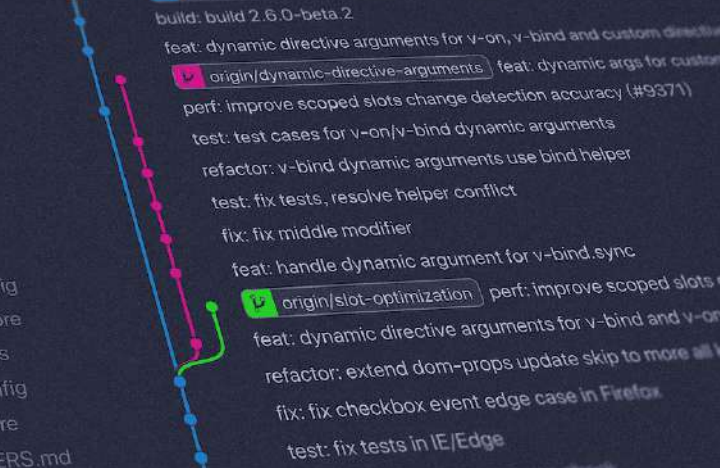 build: build 2.6.0-beta.2
feat: dynamic directive arguments for v-on, v-bind and custom
origin/dynamic-directive-arguments feat: dynamic args for
perf: improve scoped slots change detection accuracy (#9371)
test: test cases for v-on/v-bind dynamic arguments
refactor: v-bind dynamic arguments use bind helper
test: fix tests, resolve helper conflict
fix: fix middle modifier
feat: handle dynamic argument for v-bind.sync
origin/slot-optimization perf: improve scoped slots
feat: dynamic directive arguments for v-bind and v-on
refactor: extend dom-props update skip to more all
fix: fix checkbox event edge case in Firefox
test: fix tests in IE/Edge
ig
ore
s
fig
re
ERS.md